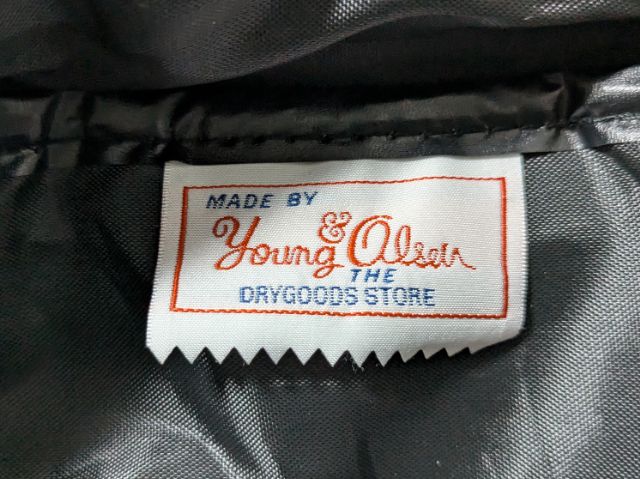 MADE BY
Young & Olsen
THE
DRYGOODS STORE